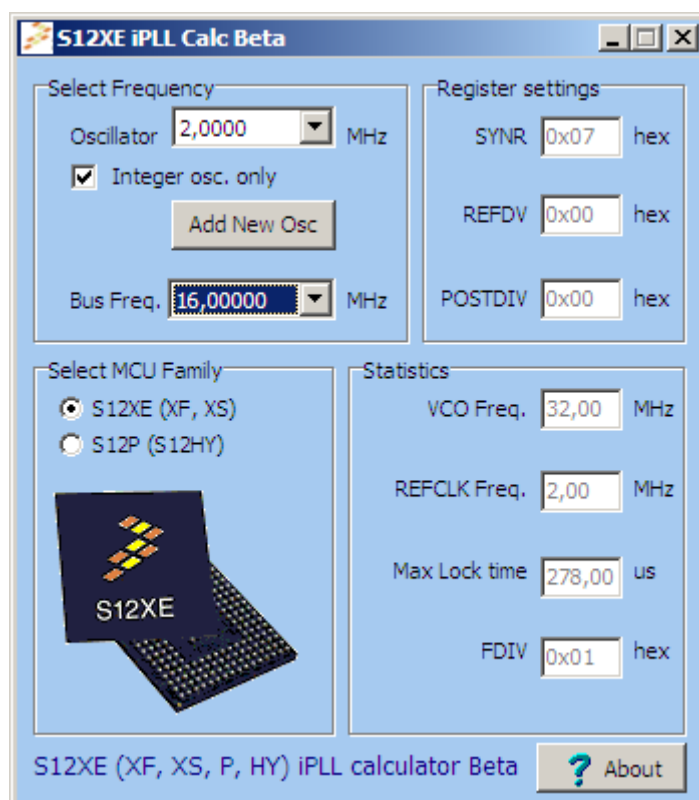 S12XE iPLL Calc Beta
Select Frequency
Oscillator 2,0000 MHz
Integer osc. only
Add New Osc
Bus Freq. 16,00000 MHz
Register settings
SYNR 0x07 hex
REFDV 0x00 hex
POSTDIV 0x00 hex
Select MCU Family
S12XE (XF, XS)
S12P (S12HY)
S12XE
Statistics
VCO Freq. 32,00 MHz
REFCLK Freq. 2,00 MHz
Max Lock time 278,00 us
FDIV 0x01 hex
S12XE (XF, XS, P, HY) iPLL calculator Beta
? About